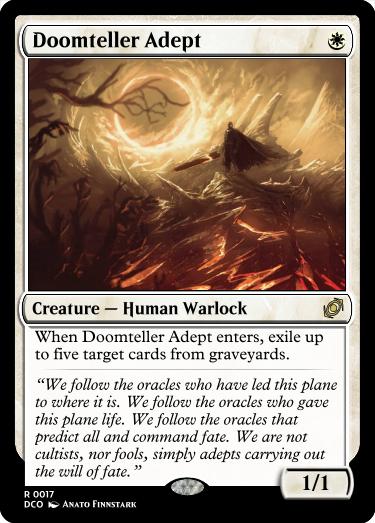 Doomteller Adept
Creature — Human Warlock
When Doomteller Adept enters, exile up
to five target cards from graveyards.
“We follow the oracles who have led this plane
to where it is. We follow the oracles who gave
this plane life. We follow the oracles that
predict all and command fate. We are not
cultists, nor fools, simply adepts carrying out
the will of fate.”
1/1
R 0017
DCO Anato Finnstark